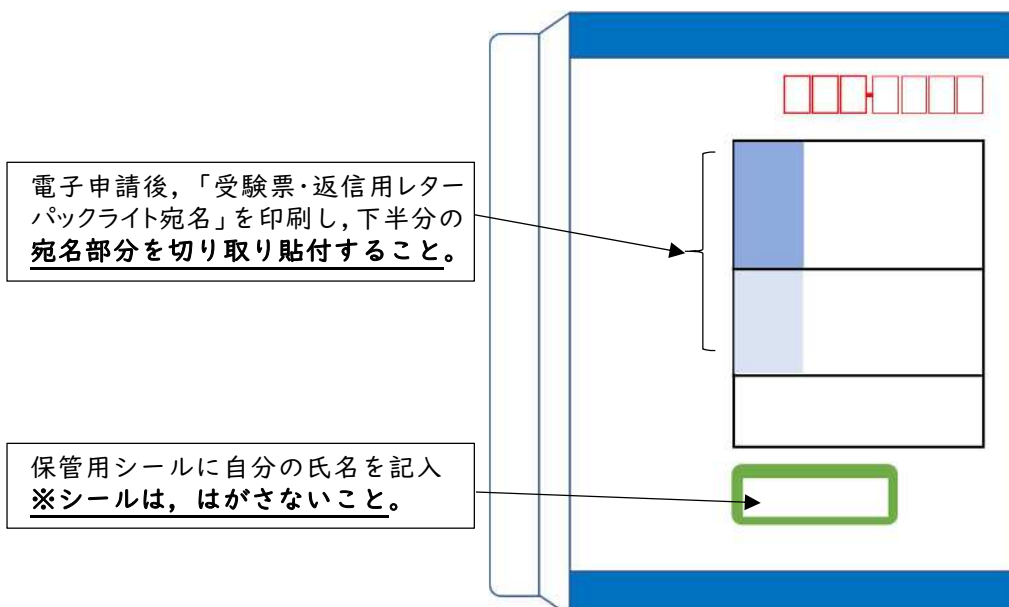 電子申請後，「受験票・返信用レター
パックライト宛名」を印刷し，下半分の
宛名部分を切り取り貼付すること。
保管用シールに自分の氏名を記入
※シールは，はがさないこと。